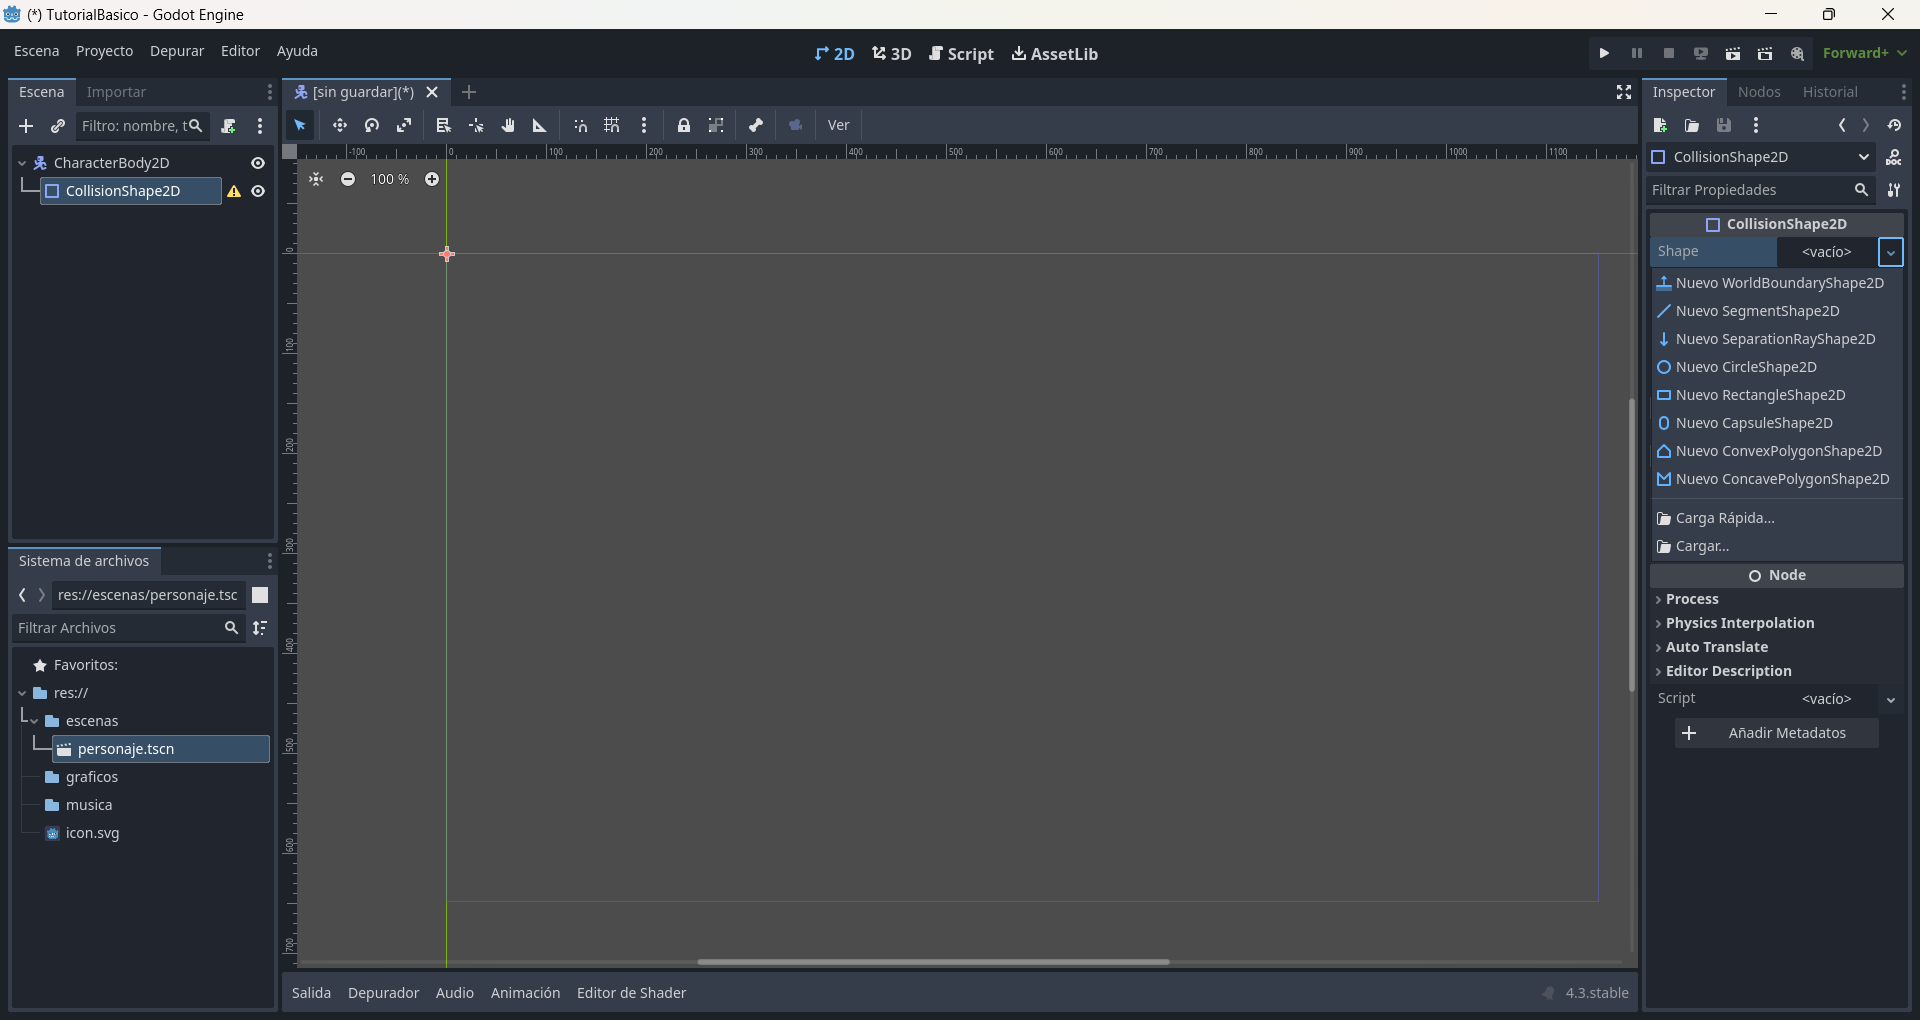 (*) TutorialBasico - Godot Engine
Escena Proyecto Depurar Editor Ayuda
2D 3D Script AssetLib
Forward+
Escena Importar
Filtro: nombre, t
CharacterBody2D
CollisionShape2D
Sistema de archivos
res://escenas/personaje.tsc
Filtrar Archivos
Favoritos:
res://
escenas
personaje.tscn
graficos
musica
icon.svg
[sin guardar](*)
Ver
-100 0 100 200 300 400 500 600 700 800 900 1000 1100
100 %
0
100
200
300
400
500
600
700
Salida Depurador Audio Animación Editor de Shader
4.3.stable
Inspector Nodos Historial
CollisionShape2D
Filtrar Propiedades
CollisionShape2D
Shape <vacío>
Nuevo WorldBoundaryShape2D
Nuevo SegmentShape2D
Nuevo SeparationRayShape2D
Nuevo CircleShape2D
Nuevo RectangleShape2D
Nuevo CapsuleShape2D
Nuevo ConvexPolygonShape2D
Nuevo ConcavePolygonShape2D
Carga Rápida...
Cargar...
Node
Process
Physics Interpolation
Auto Translate
Editor Description
Script <vacío>
Añadir Metadatos